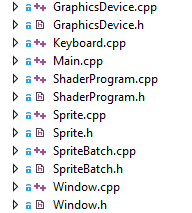 GraphicsDevice.cpp
GraphicsDevice.h
Keyboard.cpp
Main.cpp
ShaderProgram.cpp
ShaderProgram.h
Sprite.cpp
Sprite.h
SpriteBatch.cpp
SpriteBatch.h
Window.cpp
Window.h